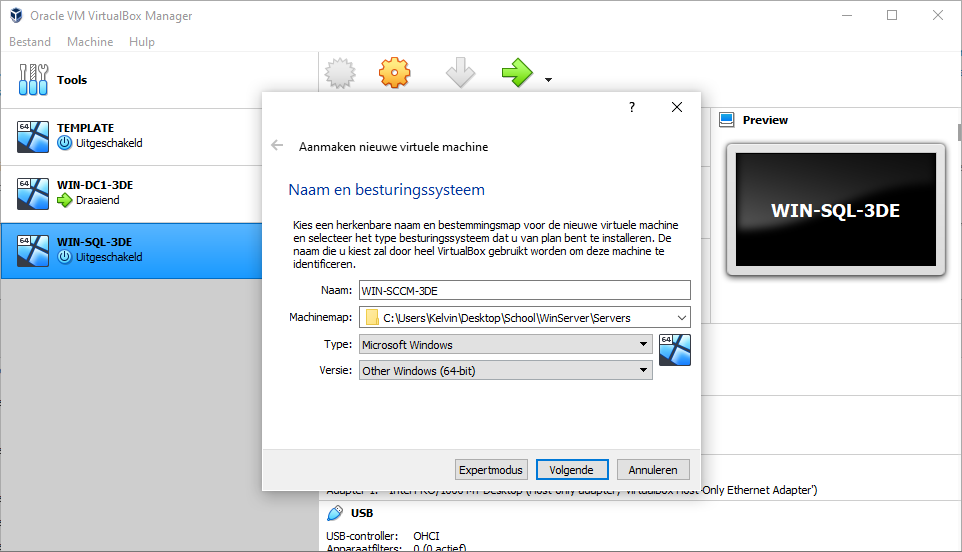 Oracle VM VirtualBox Manager
Bestand Machine Hulp
Tools
64
TEMPLATE
Uitgeschakeld
64
WIN-DC1-3DE
Draaiend
64
WIN-SQL-3DE
Uitgeschakeld
Preview
WIN-SQL-3DE
?
Aanmaken nieuwe virtuele machine
Naam en besturingssysteem
Kies een herkenbare naam en bestemmingsmap voor de nieuwe virtuele machine
en selecteer het type besturingssysteem dat u van plan bent te installeren. De
naam die u kiest zal door heel VirtualBox gebruikt worden om deze machine te
identificeren.
Naam: WIN-SCCM-3DE
Machinemap: C:\Users\Kelvin\Desktop\School\WinServer\Servers
Type: Microsoft Windows
64
Versie: Other Windows (64-bit)
Expertmodus Volgende Annuleren
Adapter 1: Intel PRO/1000 MT Desktop (Host-only adapter, 'VirtualBox Host-Only Ethernet Adapter')
USB
USB-controller: OHCI
Apparaatfilters: 0 (0 actief)